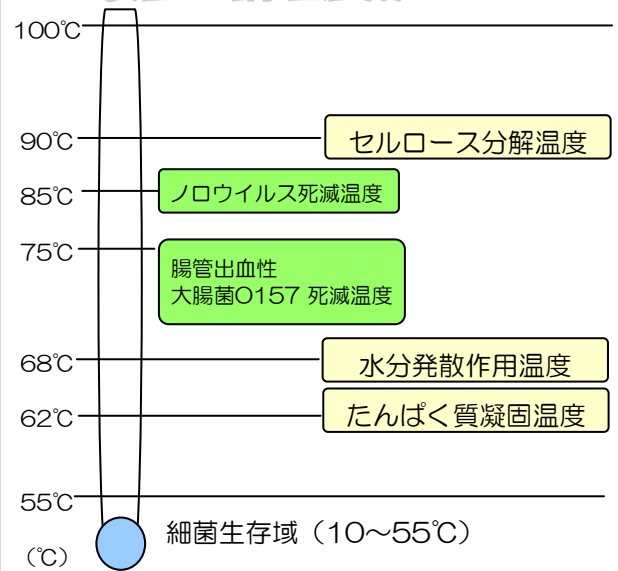 100℃
90℃
セルロース分解温度
85℃
ノロウイルス死滅温度
75℃
腸管出血性
大腸菌O157 死滅温度
68℃
水分発散作用温度
62℃
たんぱく質凝固温度
55℃
細菌生存域（10～55℃）
（℃）